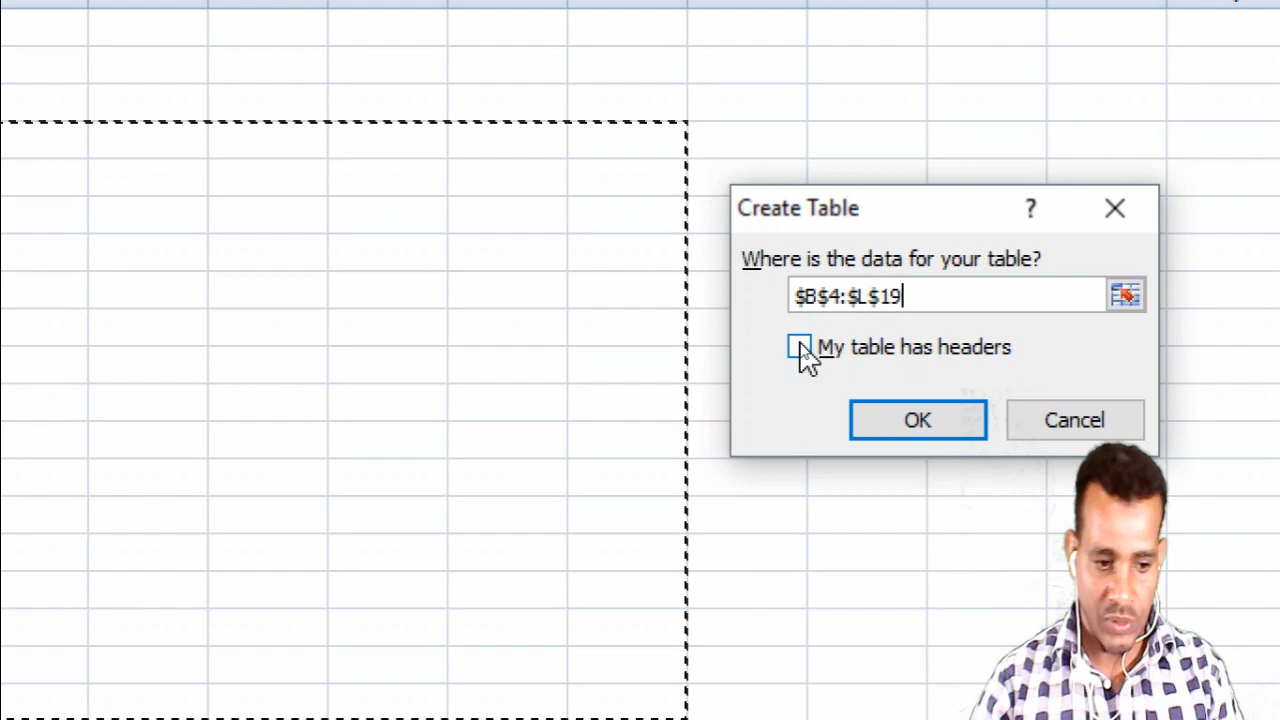 Create Table
?
Where is the data for your table?
$B$4:$L$19
My table has headers
OK
Cancel